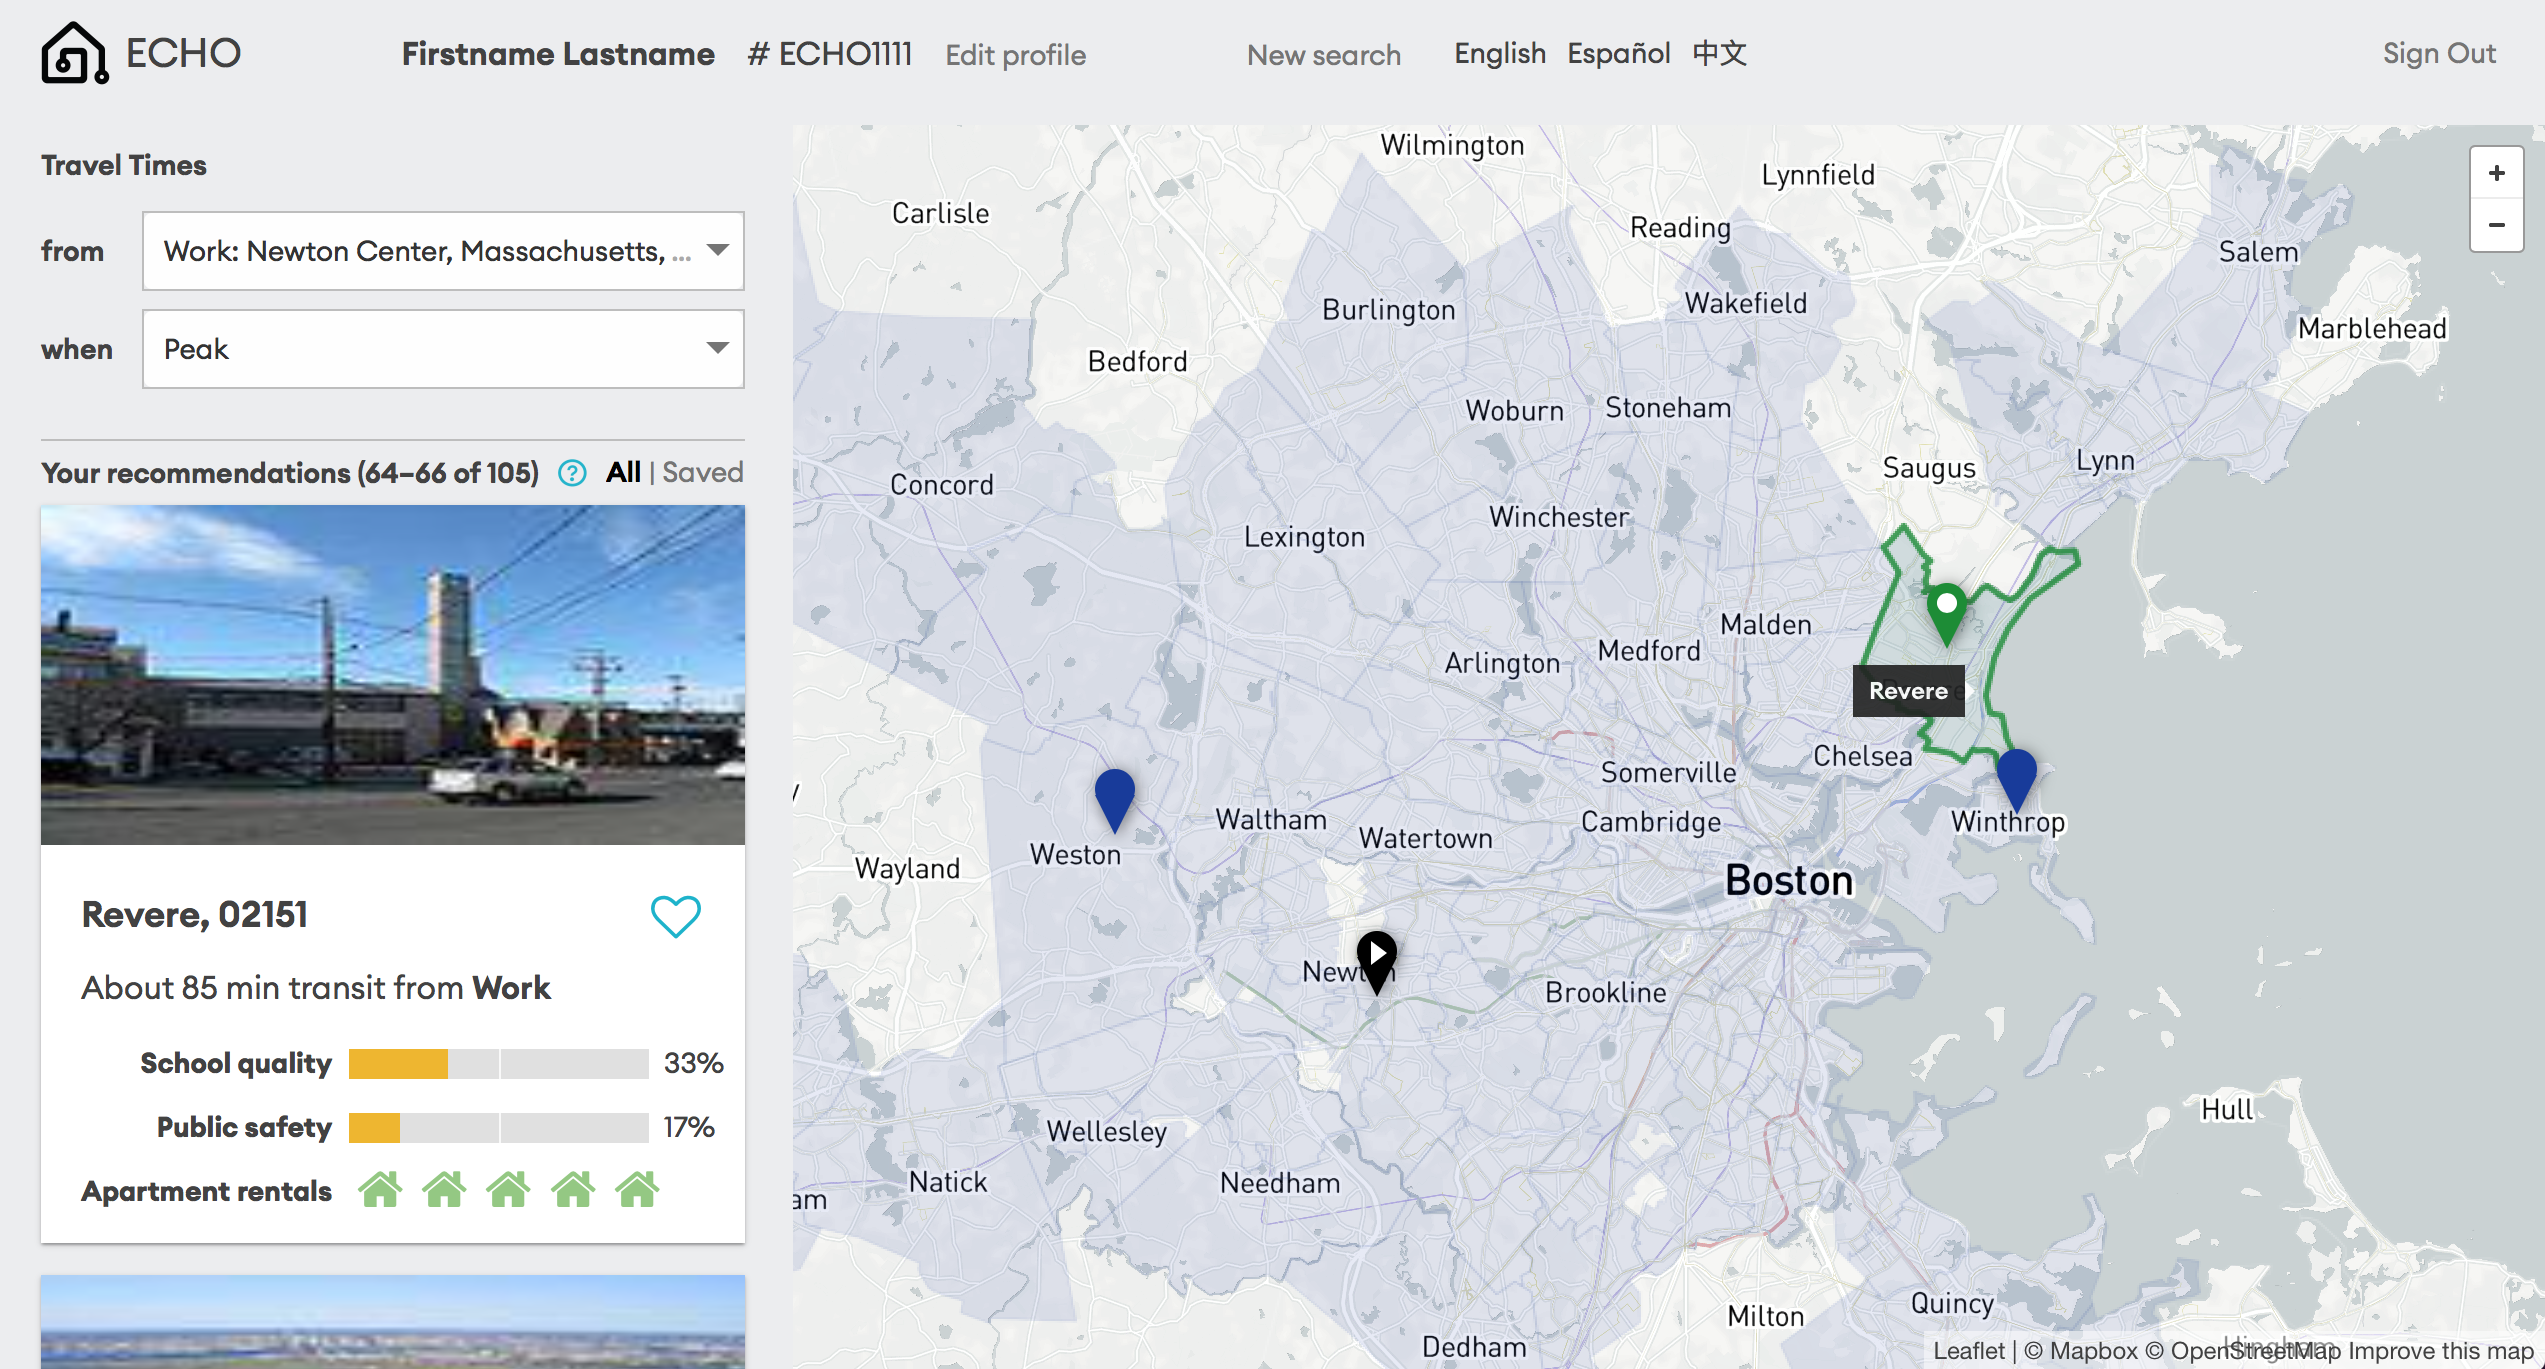 ECHO
Firstname Lastname # ECHO1111 Edit profile New search English Español 中文 Sign Out
Travel Times
from Work: Newton Center, Massachusetts, ...
when Peak
Your recommendations (64–66 of 105) ? All | Saved
Revere, 02151
About 85 min transit from Work
School quality 33%
Public safety 17%
Apartment rentals
Wilmington
Lynnfield
+
Carlisle
Reading
−
Salem
Burlington
Wakefield
Marblehead
Bedford
Woburn
Stoneham
Saugus
Lynn
Concord
Winchester
Lexington
Malden
Medford
Arlington
Revere
Chelsea
Somerville
Waltham
Cambridge
Winthrop
Watertown
Weston
Wayland
Boston
Newton
Brookline
Hull
Wellesley
Natick
Needham
am
Quincy
Milton
Dedham
Hingham
Leaflet | © Mapbox © OpenStreetMap Improve this map